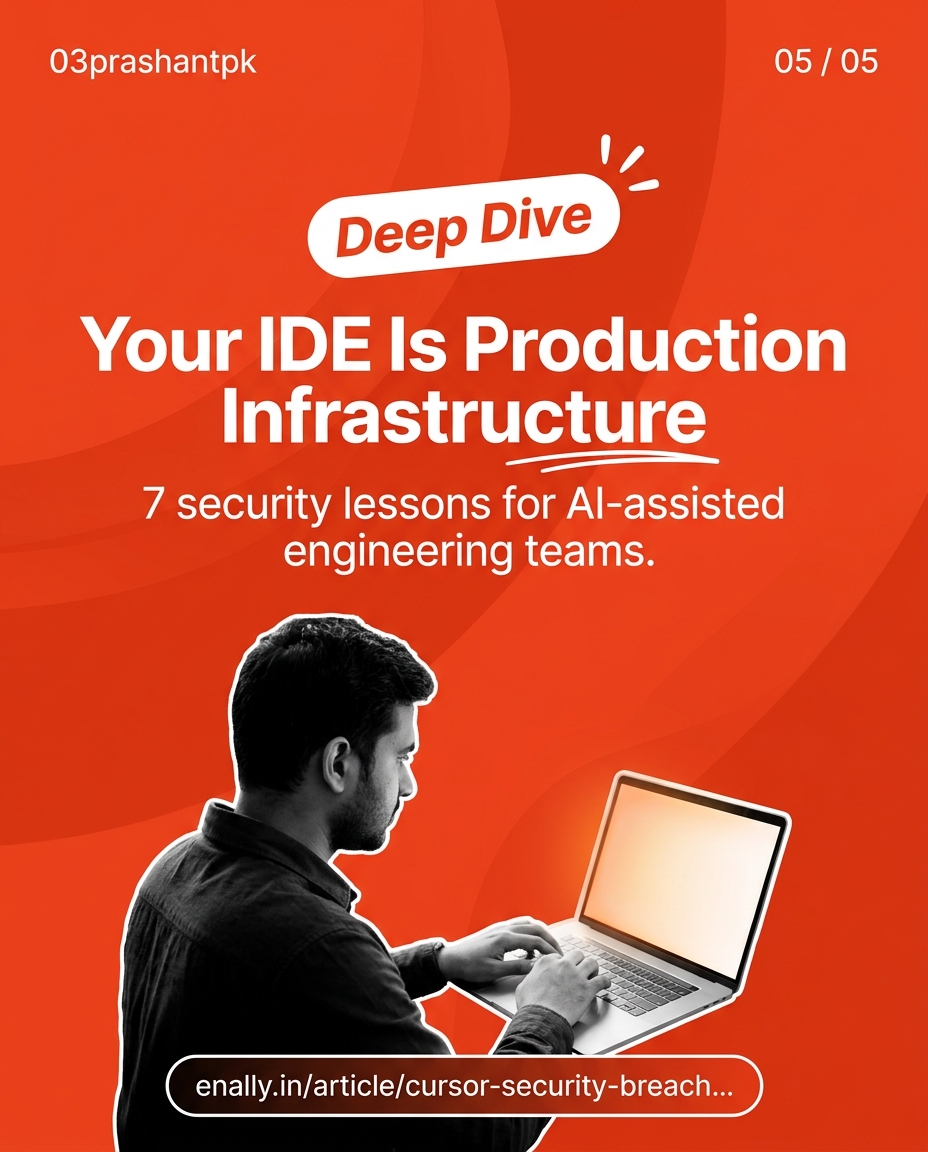 03prashantpk
05 / 05
Deep Dive
Your IDE Is Production
Infrastructure
7 security lessons for AI-assisted
engineering teams.
enally.in/article/cursor-security-breach...